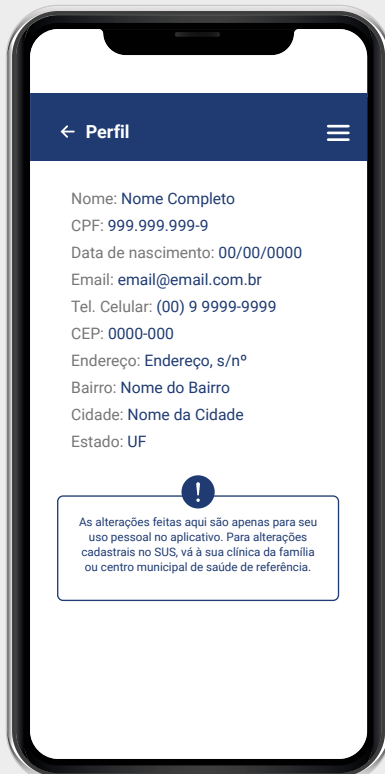 Perfil
Nome: Nome Completo
CPF: 999.999.999-9
Data de nascimento: 00/00/0000
Email: email@email.com.br
Tel. Celular: (00) 9 9999-9999
CEP: 0000-000
Endereço: Endereço, s/nº
Bairro: Nome do Bairro
Cidade: Nome da Cidade
Estado: UF
!
As alterações feitas aqui são apenas para seu
uso pessoal no aplicativo. Para alterações
cadastrais no SUS, vá à sua clínica da família
ou centro municipal de saúde de referência.